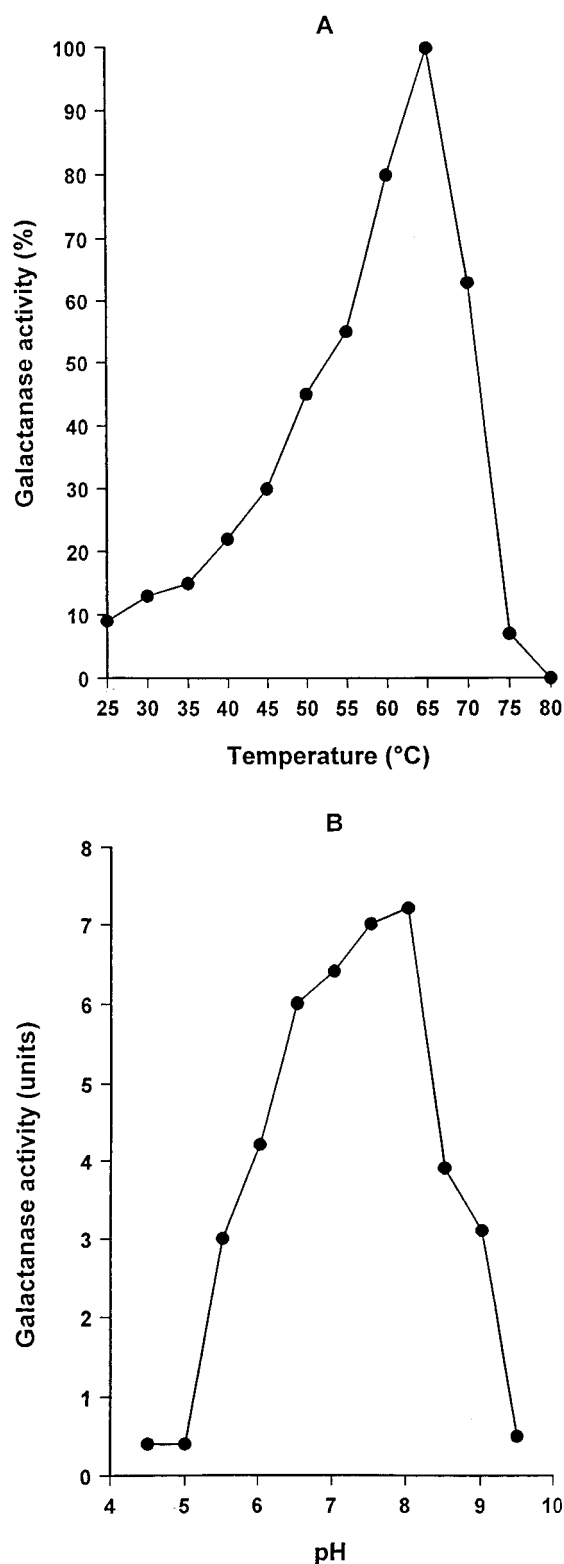 A
100
90
80
70
60
50
40
30
20
10
0
Galactanase activity (%)
25 30 35 40 45 50 55 60 65 70 75 80
Temperature (°C)
B
8
7
6
5
4
3
2
1
0
Galactanase activity (units)
4 5 6 7 8 9 10
pH